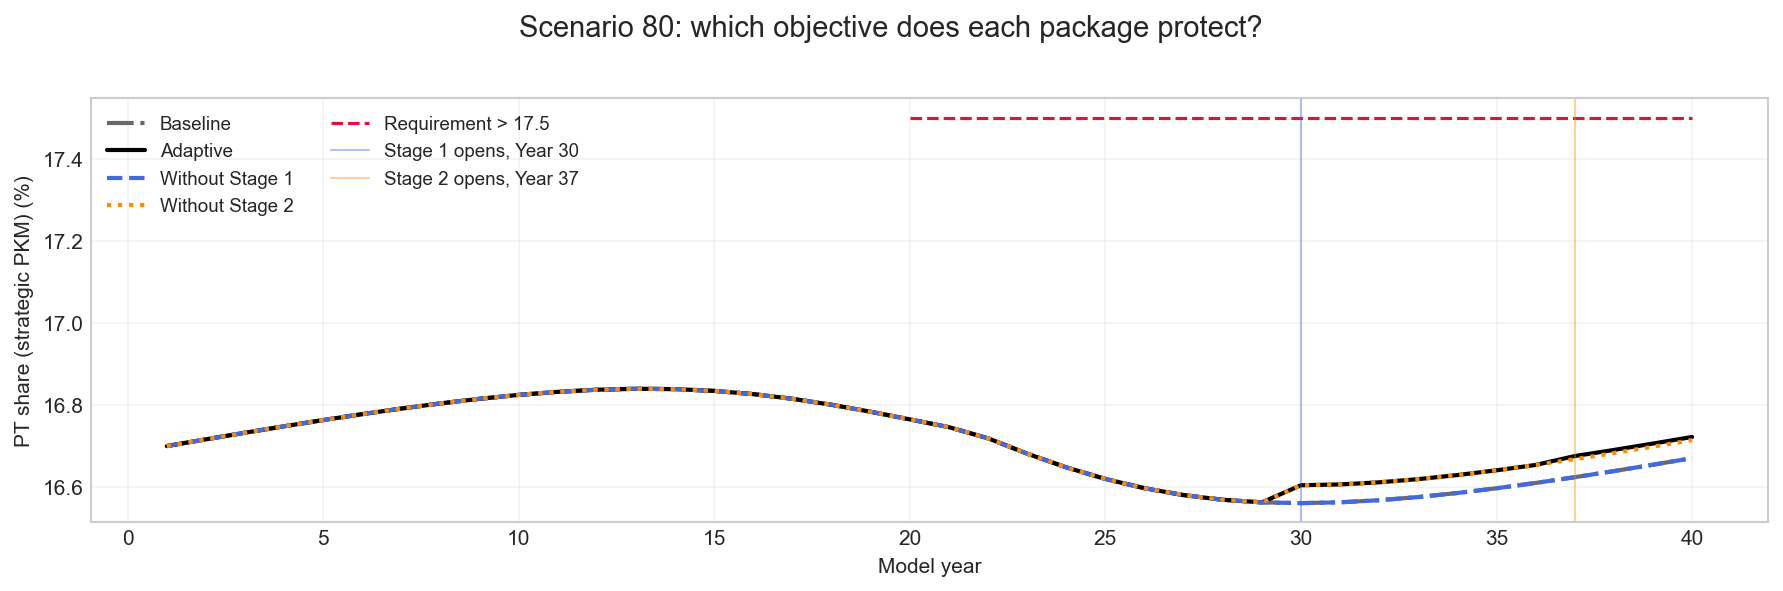 Scenario 80: which objective does each package protect?
Baseline
Adaptive
Without Stage 1
Without Stage 2
Requirement > 17.5
Stage 1 opens, Year 30
Stage 2 opens, Year 37
PT share (strategic PKM) (%)
17.4
17.2
17.0
16.8
16.6
0 5 10 15 20 25 30 35 40
Model year